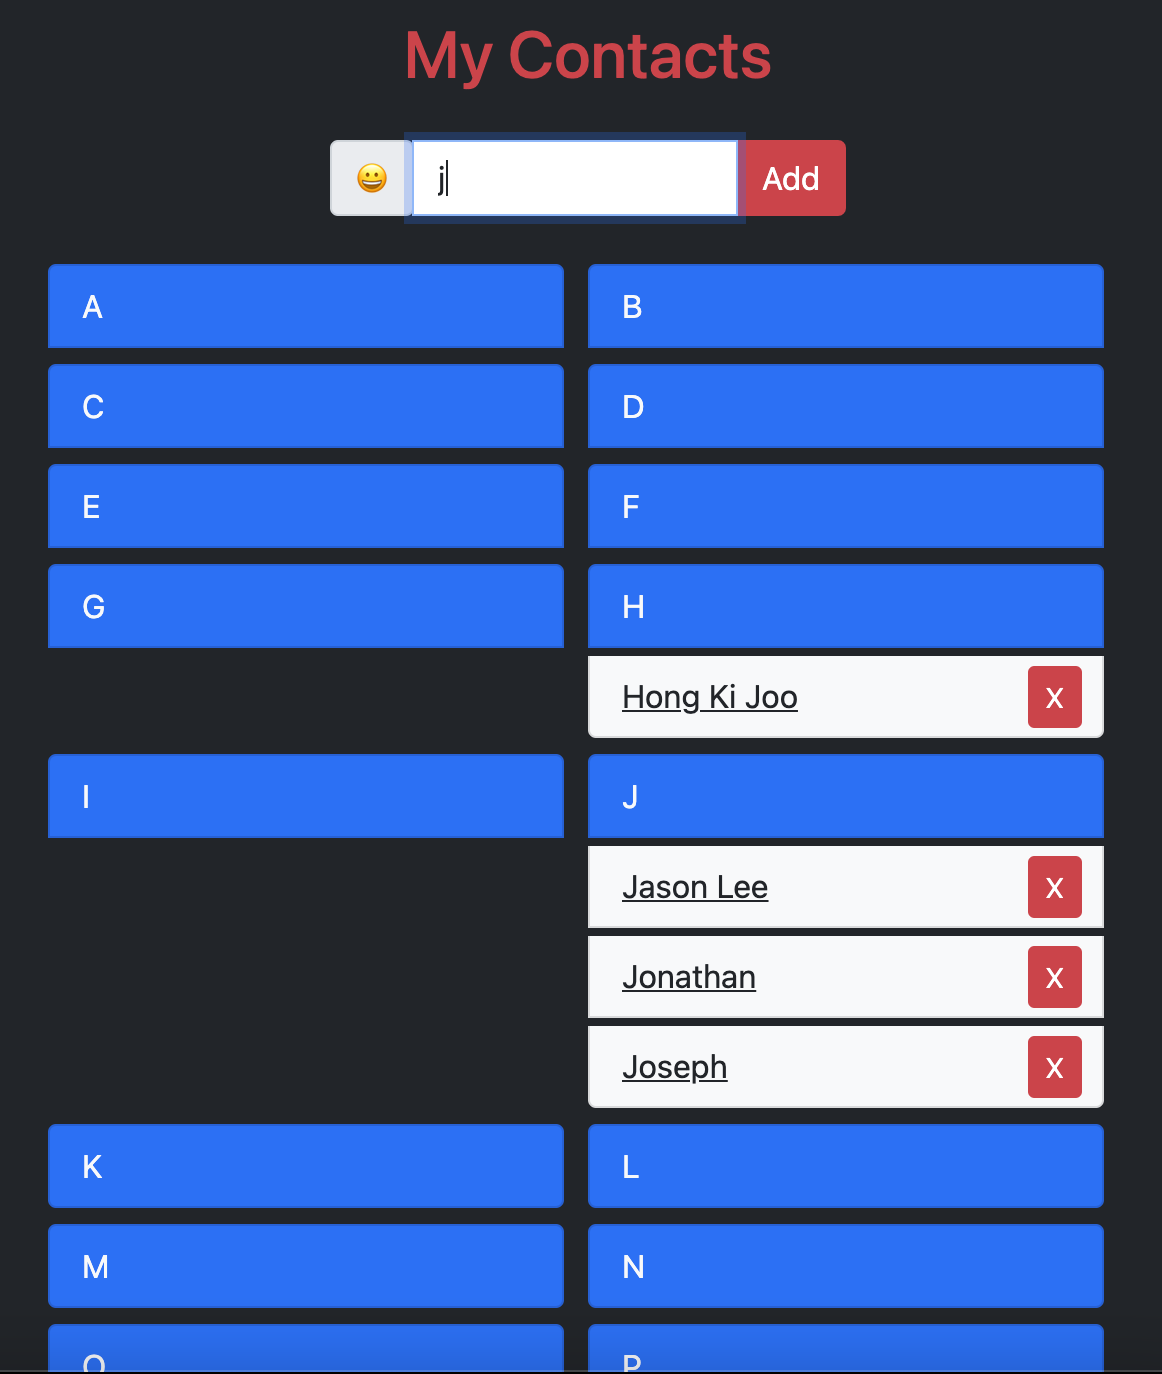 My Contacts
😀 j Add
A B
C D
E F
G H
Hong Ki Joo X
I J
Jason Lee X
Jonathan X
Joseph X
K L
M N
O P